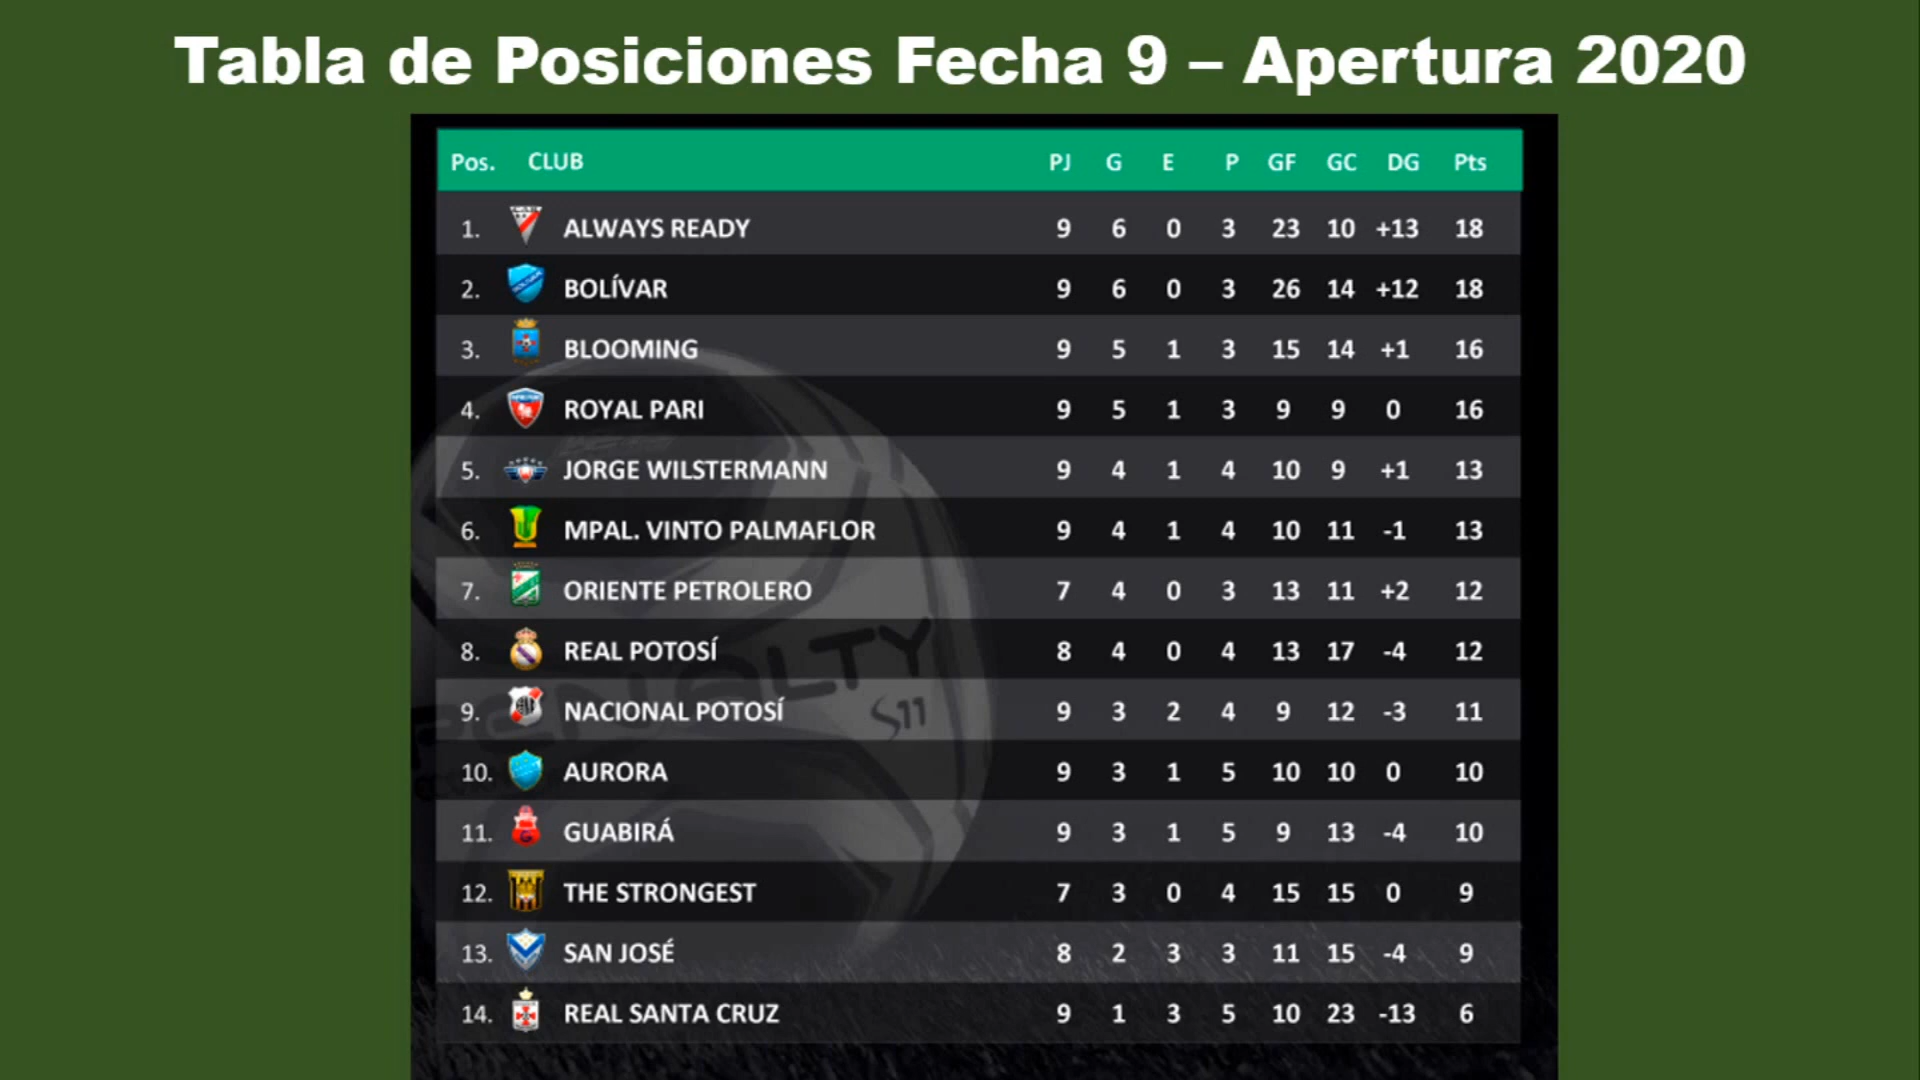 Tabla de Posiciones Fecha 9 – Apertura 2020
Pos. CLUB PJ G E P GF GC DG Pts
1. ALWAYS READY 9 6 0 3 23 10 +13 18
2. BOLÍVAR 9 6 0 3 26 14 +12 18
3. BLOOMING 9 5 1 3 15 14 +1 16
4. ROYAL PARI 9 5 1 3 9 9 0 16
5. JORGE WILSTERMANN 9 4 1 4 10 9 +1 13
6. MPAL. VINTO PALMAFLOR 9 4 1 4 10 11 -1 13
7. ORIENTE PETROLERO 7 4 0 3 13 11 +2 12
8. REAL POTOSÍ 8 4 0 4 13 17 -4 12
9. NACIONAL POTOSÍ 9 3 2 4 9 12 -3 11
10. AURORA 9 3 1 5 10 10 0 10
11. GUABIRÁ 9 3 1 5 9 13 -4 10
12. THE STRONGEST 7 3 0 4 15 15 0 9
13. SAN JOSÉ 8 2 3 3 11 15 -4 9
14. REAL SANTA CRUZ 9 1 3 5 10 23 -13 6
PENALTY
S11